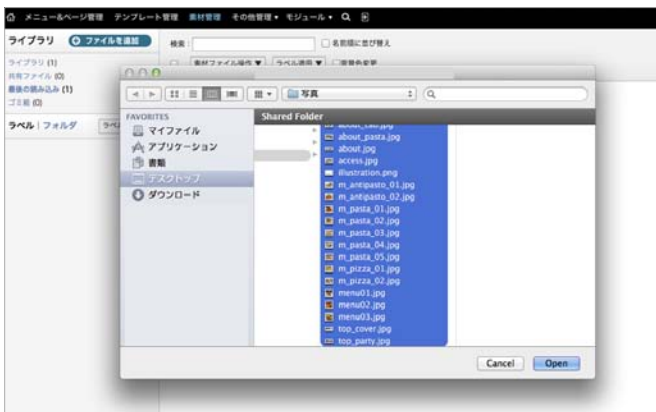 メニュー&ページ管理 テンプレート管理 素材管理 その他管理▼ モジュール▼
ライブラリ ファイルを追加
検索:
名前順に並び替え
ライブラリ (1)
共有ファイル (0)
最後の読み込み (1)
ゴミ箱 (0)
素材ファイル操作 ▼ ラベル適用 ▼ 背景色変更
ラベル | フォルダ
写真
FAVORITES
マイファイル
アプリケーション
書類
デスクトップ
ダウンロード
Shared Folder
about_pasta.jpg
about.jpg
access.jpg
illustration.png
m_antipasto_01.jpg
m_antipasto_02.jpg
m_pasta_01.jpg
m_pasta_02.jpg
m_pasta_03.jpg
m_pasta_04.jpg
m_pasta_05.jpg
m_pizza_01.jpg
m_pizza_02.jpg
menu01.jpg
menu02.jpg
menu03.jpg
top_cover.jpg
top_party.jpg
Cancel Open